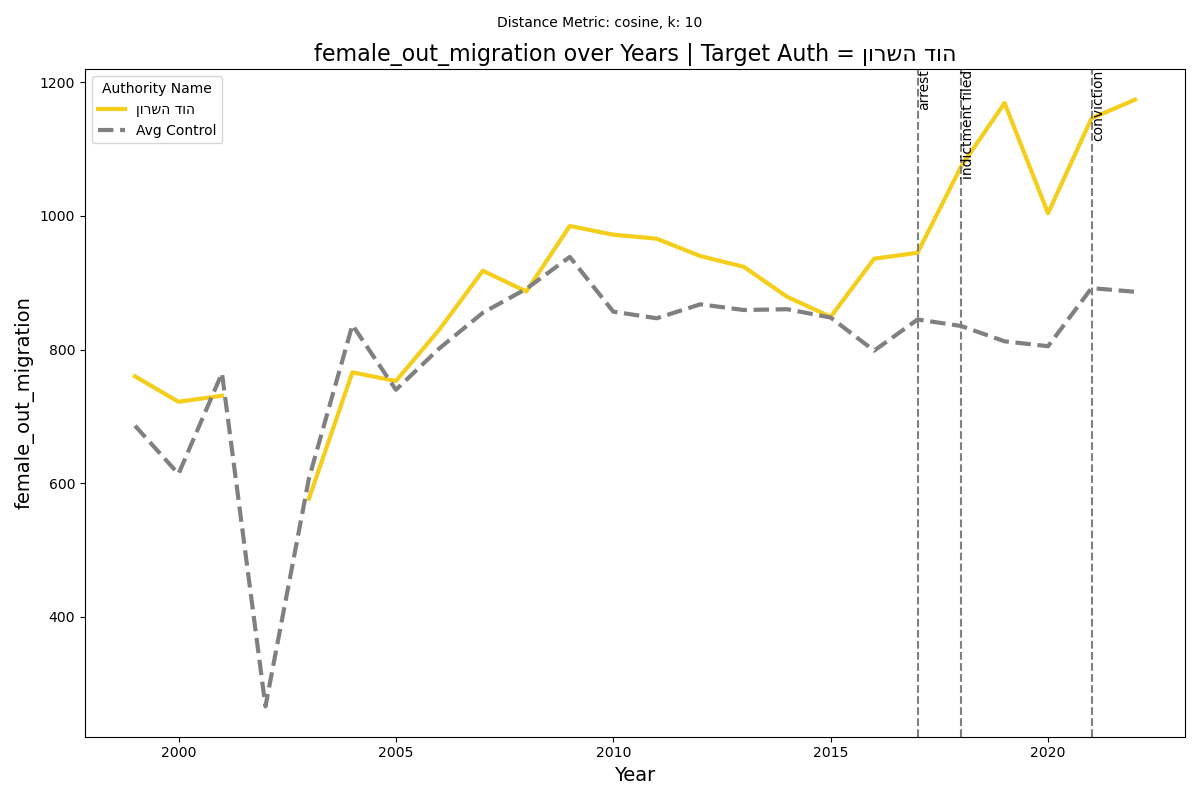 Distance Metric: cosine, k: 10
female_out_migration over Years | Target Auth = הוד השרון
Authority Name
הוד השרון
Avg Control
arrest
indictment filed
conviction
1200
1000
800
600
400
female_out_migration
2000
2005
2010
2015
2020
Year